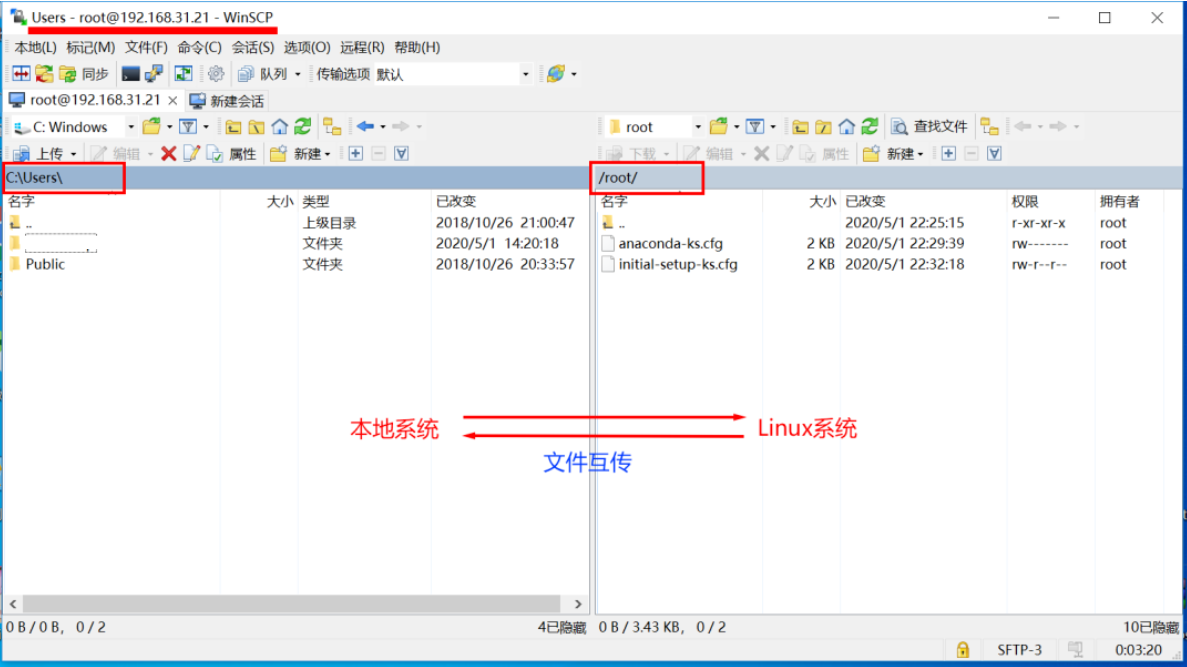 Users - root@192.168.31.21 - WinSCP
本地(L) 标记(M) 文件(F) 命令(C) 会话(S) 选项(O) 远程(R) 帮助(H)
同步 队列 传输选项 默认
root@192.168.31.21 × 新建会话
C: Windows root 查找文件
上传 编辑 属性 新建 下载 编辑 属性 新建
C:\Users\ /root/
名字 大小 类型 已改变 名字 大小 已改变 权限 拥有者
.. 上级目录 2018/10/26 21:00:47 .. 2020/5/1 22:25:15 r-xr-xr-x root
文件夹 2020/5/1 14:20:18 anaconda-ks.cfg 2 KB 2020/5/1 22:29:39 rw------- root
Public 文件夹 2018/10/26 20:33:57 initial-setup-ks.cfg 2 KB 2020/5/1 22:32:18 rw-r--r-- root
本地系统 Linux系统
文件互传
0 B / 0 B, 0 / 2 4已隐藏 0 B / 3.43 KB, 0 / 2 10已隐藏
SFTP-3 0:03:20